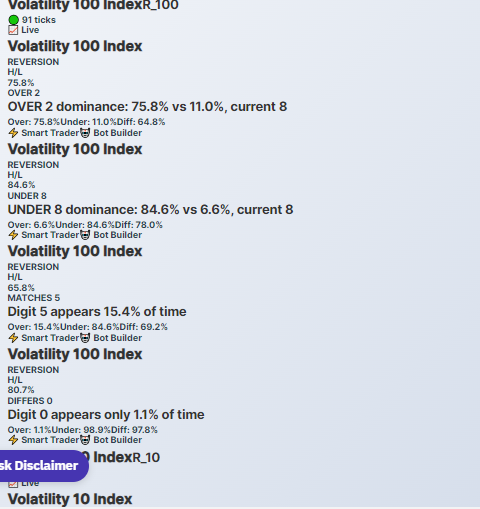 Volatility 100 IndexR_100
91 ticks
Live
Volatility 100 Index
REVERSION
H/L
75.8%
OVER 2
OVER 2 dominance: 75.8% vs 11.0%, current 8
Over: 75.8%Under: 11.0%Diff: 64.8%
⚡ Smart Trader Bot Builder
Volatility 100 Index
REVERSION
H/L
84.6%
UNDER 8
UNDER 8 dominance: 84.6% vs 6.6%, current 8
Over: 6.6%Under: 84.6%Diff: 78.0%
⚡ Smart Trader Bot Builder
Volatility 100 Index
REVERSION
H/L
65.8%
MATCHES 5
Digit 5 appears 15.4% of time
Over: 15.4%Under: 84.6%Diff: 69.2%
⚡ Smart Trader Bot Builder
Volatility 100 Index
REVERSION
H/L
80.7%
DIFFERS 0
Digit 0 appears only 1.1% of time
Over: 1.1%Under: 98.9%Diff: 97.8%
⚡ Smart Trader Bot Builder
0 IndexR_10
sk Disclaimer
Live
Volatility 10 Index